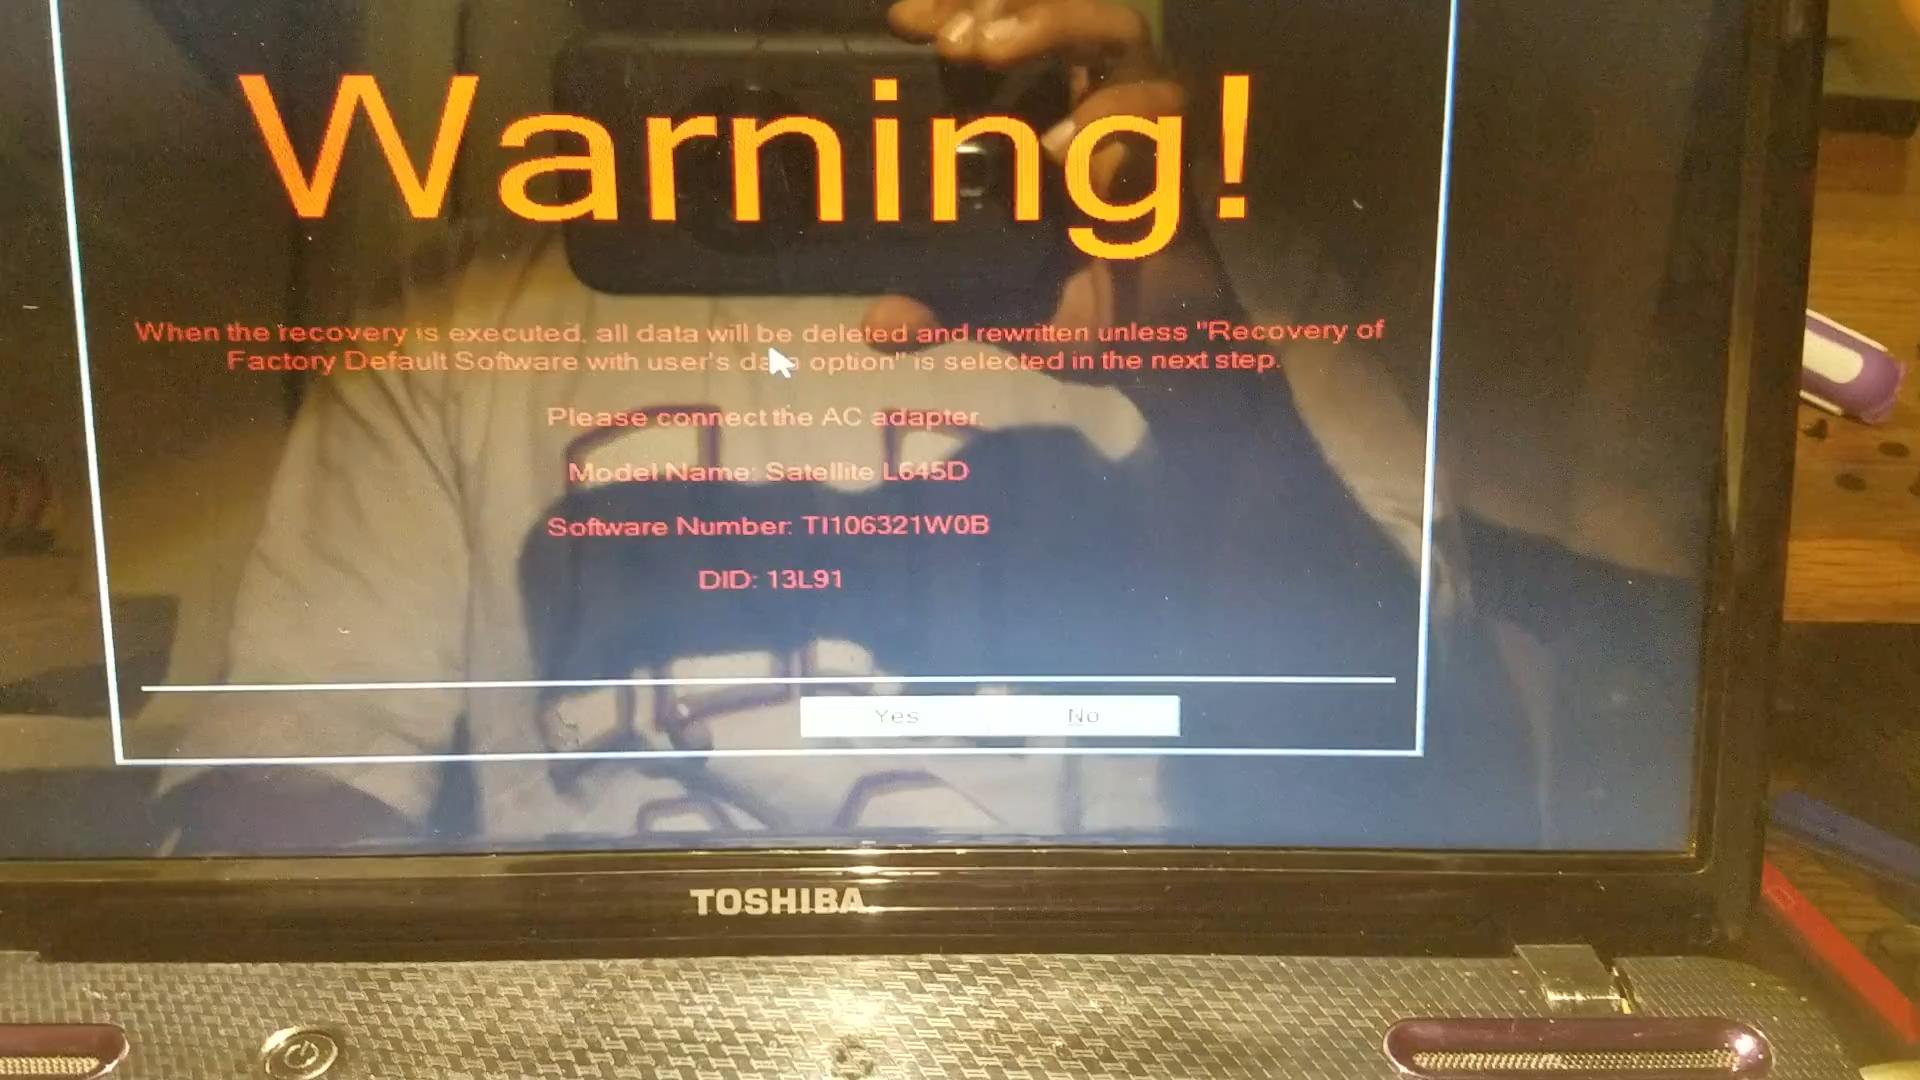 Warning!
When the recovery is executed, all data will be deleted and rewritten unless "Recovery of
Factory Default Software with user's data option" is selected in the next step.
Please connect the AC adapter.
Model Name: Satellite L645D
Software Number: TI106321W0B
DID: 13L91
Yes No
TOSHIBA